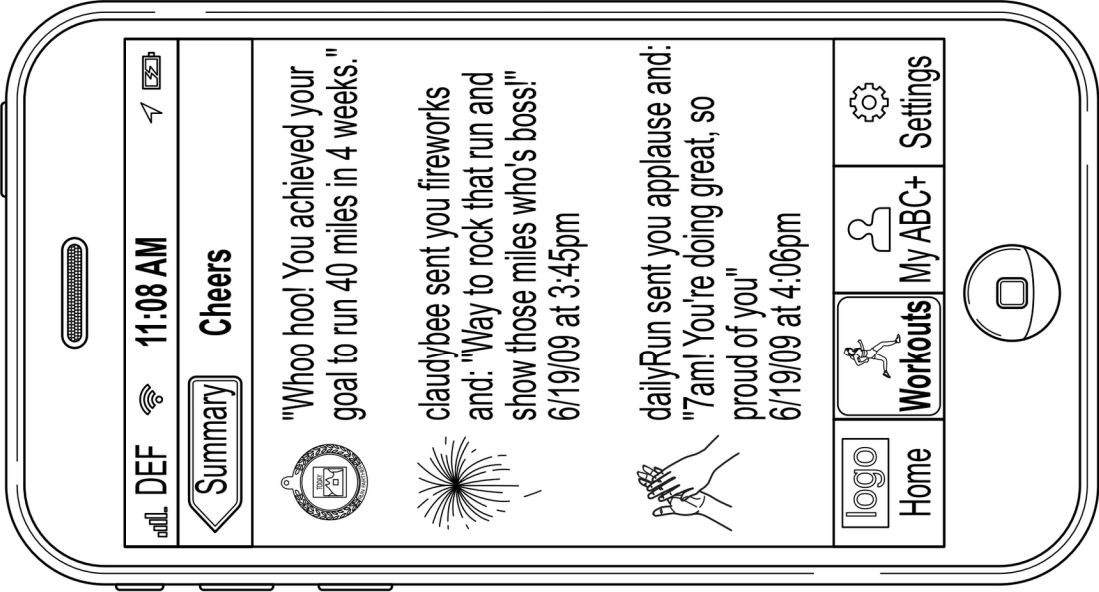 DEF 11:08 AM
Summary Cheers
"Whoo hoo! You achieved your
goal to run 40 miles in 4 weeks."
claudybee sent you fireworks
and: "Way to rock that run and
show those miles who's boss!"
6/19/09 at 3:45pm
dailyRun sent you applause and:
"7am! You're doing great, so
proud of you"
6/19/09 at 4:06pm
TODAY
logo
Home Workouts My ABC+ Settings